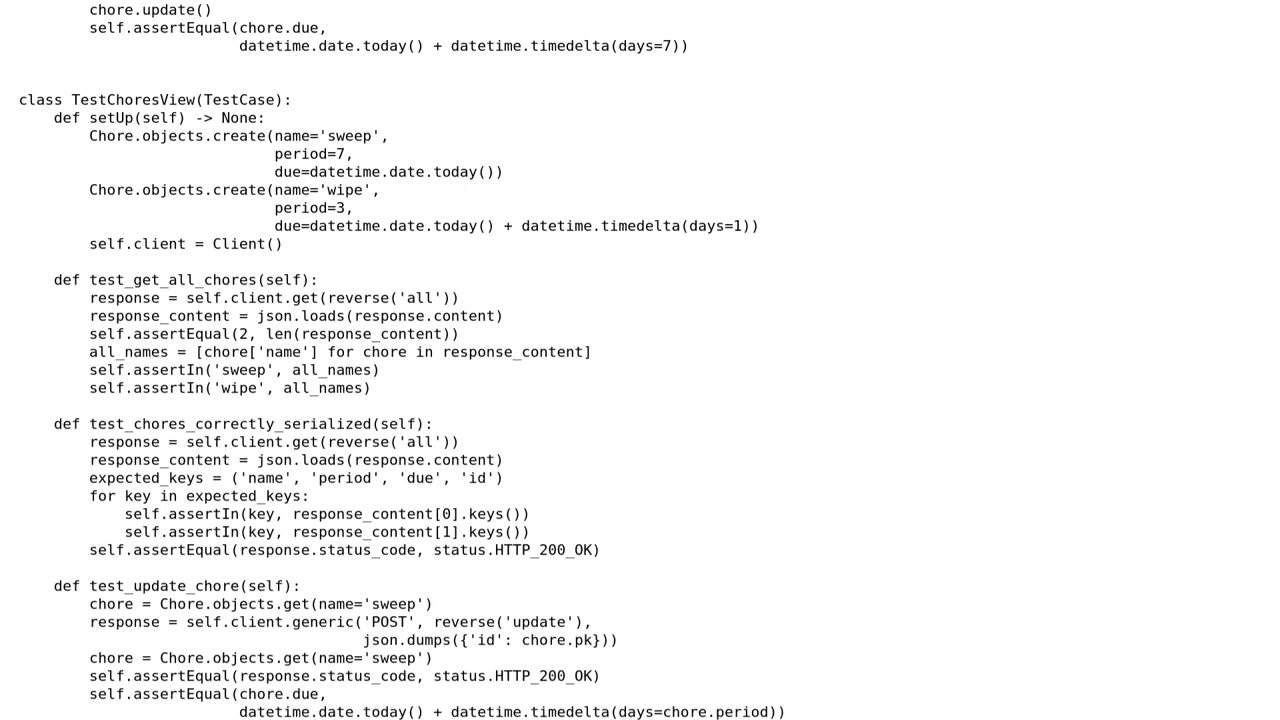 chore.update()
        self.assertEqual(chore.due,
                         datetime.date.today() + datetime.timedelta(days=7))


class TestChoresView(TestCase):
    def setUp(self) -> None:
        Chore.objects.create(name='sweep',
                             period=7,
                             due=datetime.date.today())
        Chore.objects.create(name='wipe',
                             period=3,
                             due=datetime.date.today() + datetime.timedelta(days=1))
        self.client = Client()

    def test_get_all_chores(self):
        response = self.client.get(reverse('all'))
        response_content = json.loads(response.content)
        self.assertEqual(2, len(response_content))
        all_names = [chore['name'] for chore in response_content]
        self.assertIn('sweep', all_names)
        self.assertIn('wipe', all_names)

    def test_chores_correctly_serialized(self):
        response = self.client.get(reverse('all'))
        response_content = json.loads(response.content)
        expected_keys = ('name', 'period', 'due', 'id')
        for key in expected_keys:
            self.assertIn(key, response_content[0].keys())
            self.assertIn(key, response_content[1].keys())
        self.assertEqual(response.status_code, status.HTTP_200_OK)

    def test_update_chore(self):
        chore = Chore.objects.get(name='sweep')
        response = self.client.generic('POST', reverse('update'),
                                       json.dumps({'id': chore.pk}))
        chore = Chore.objects.get(name='sweep')
        self.assertEqual(response.status_code, status.HTTP_200_OK)
        self.assertEqual(chore.due,
                         datetime.date.today() + datetime.timedelta(days=chore.period))